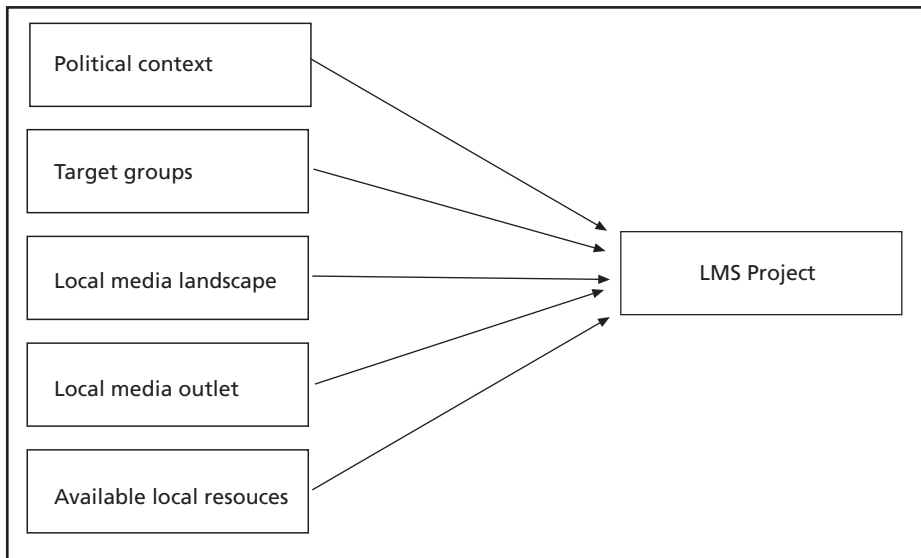 Political context
Target groups
Local media landscape
Local media outlet
Available local resouces
LMS Project